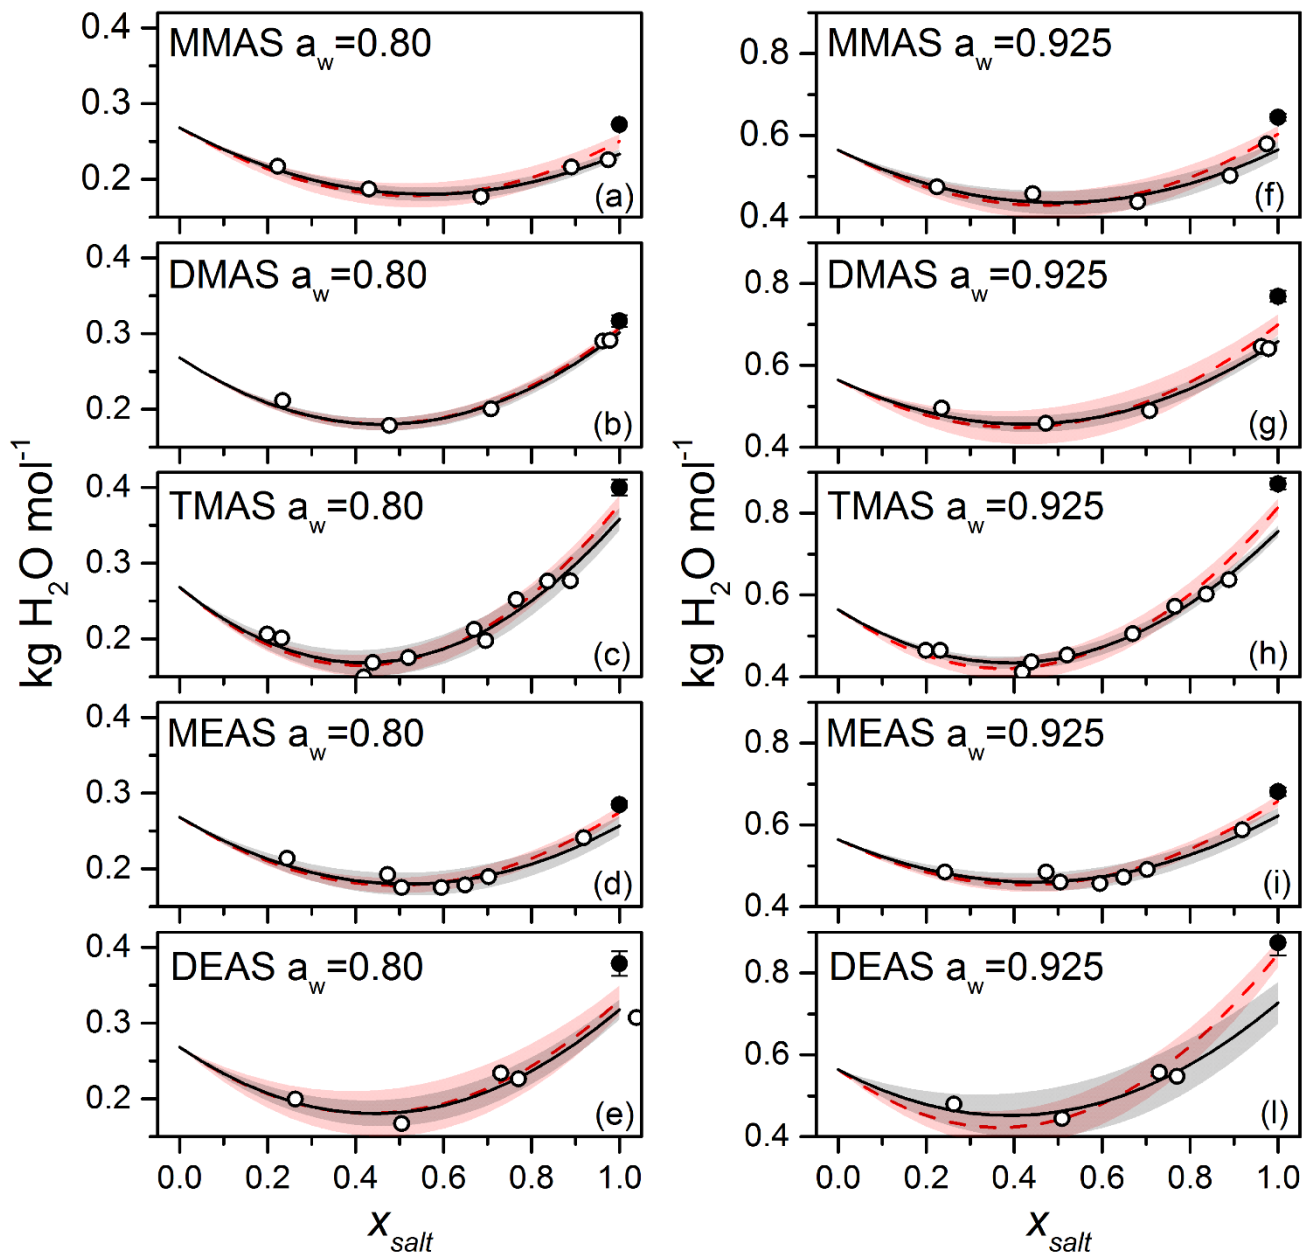 MMAS a_w=0.80
0.4
0.3
0.2
(a)
DMAS a_w=0.80
0.4
0.3
0.2
(b)
TMAS a_w=0.80
0.4
0.3
0.2
(c)
MEAS a_w=0.80
0.4
0.3
0.2
(d)
DEAS a_w=0.80
0.4
0.3
0.2
(e)
0.0 0.2 0.4 0.6 0.8 1.0
x_salt
kg H₂O mol⁻¹
MMAS a_w=0.925
0.8
0.6
0.4
(f)
DMAS a_w=0.925
0.8
0.6
0.4
(g)
TMAS a_w=0.925
0.8
0.6
0.4
(h)
MEAS a_w=0.925
0.8
0.6
0.4
(i)
DEAS a_w=0.925
0.8
0.6
0.4
(l)
0.0 0.2 0.4 0.6 0.8 1.0
x_salt
kg H₂O mol⁻¹